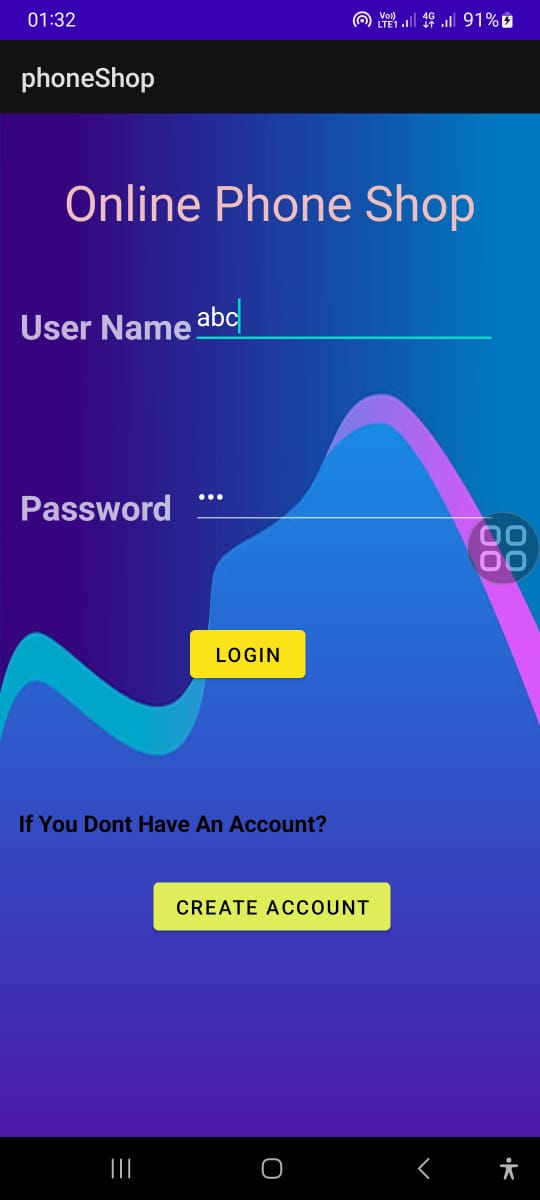 01:32 Vo)) LTE1 4G 91%
phoneShop
Online Phone Shop
User Name abc
Password •••
LOGIN
If You Dont Have An Account?
CREATE ACCOUNT